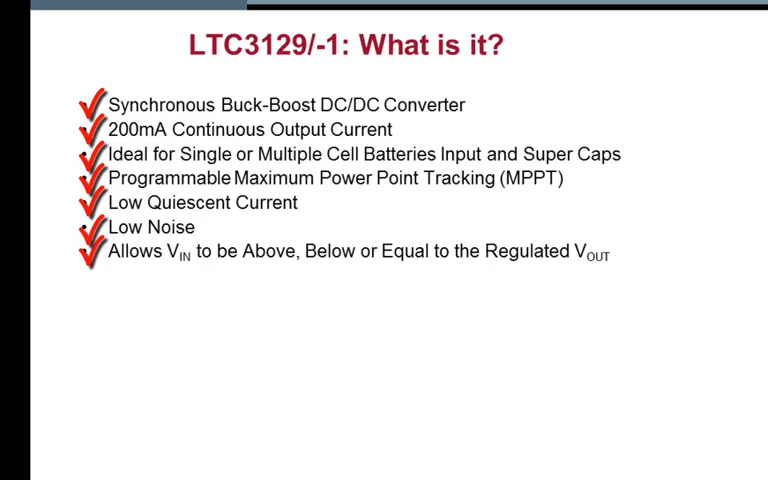 LTC3129/-1: What is it?
Synchronous Buck-Boost DC/DC Converter
200mA Continuous Output Current
Ideal for Single or Multiple Cell Batteries Input and Super Caps
Programmable Maximum Power Point Tracking (MPPT)
Low Quiescent Current
Low Noise
Allows VIN to be Above, Below or Equal to the Regulated VOUT